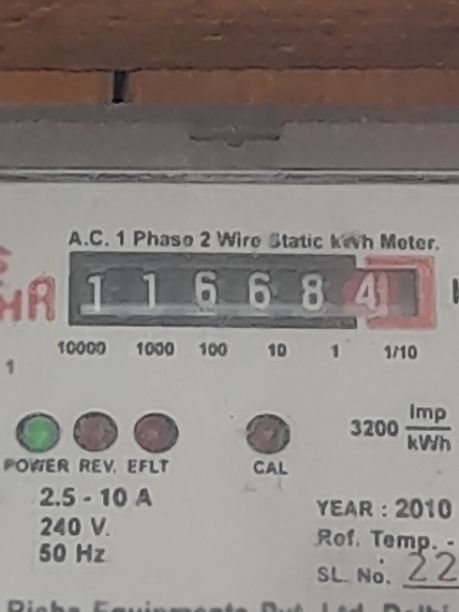 A.C. 1 Phase 2 Wire Static kWh Meter.
HR 1 1 6 6 8 4
10000 1000 100 10 1 1/10
1
3200 Imp/kWh
POWER REV. EFLT CAL
2.5 - 10 A
240 V.
50 Hz
YEAR : 2010
Ref. Temp. -
SL. No. 22